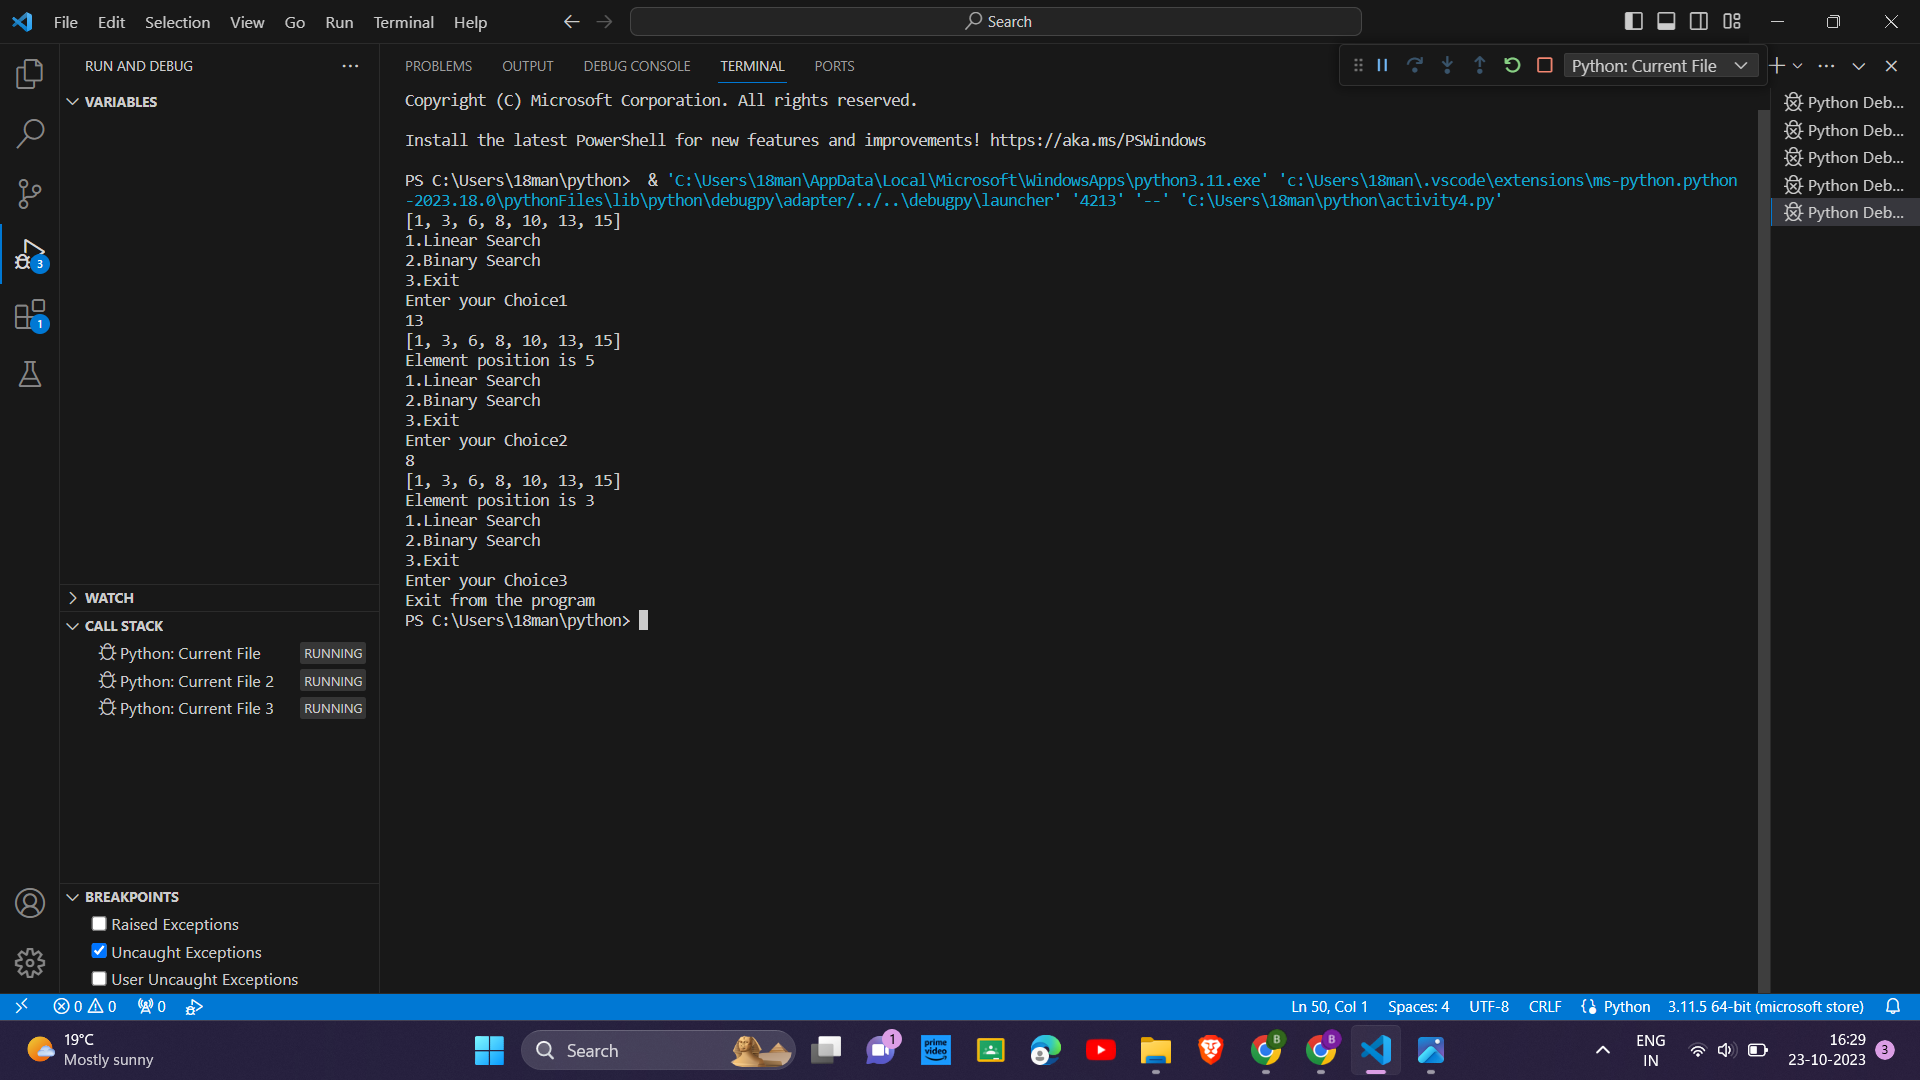 File Edit Selection View Go Run Terminal Help
Search
RUN AND DEBUG
VARIABLES
WATCH
CALL STACK
Python: Current File RUNNING
Python: Current File 2 RUNNING
Python: Current File 3 RUNNING
BREAKPOINTS
Raised Exceptions
Uncaught Exceptions
User Uncaught Exceptions
3
1
PROBLEMS OUTPUT DEBUG CONSOLE TERMINAL PORTS
Python: Current File
Copyright (C) Microsoft Corporation. All rights reserved.
Install the latest PowerShell for new features and improvements! https://aka.ms/PSWindows
PS C:\Users\18man\python>  & 'C:\Users\18man\AppData\Local\Microsoft\WindowsApps\python3.11.exe' 'c:\Users\18man\.vscode\extensions\ms-python.python
-2023.18.0\pythonFiles\lib\python\debugpy\adapter/../..\debugpy\launcher' '4213' '--' 'C:\Users\18man\python\activity4.py'
[1, 3, 6, 8, 10, 13, 15]
1.Linear Search
2.Binary Search
3.Exit
Enter your Choice1
13
[1, 3, 6, 8, 10, 13, 15]
Element position is 5
1.Linear Search
2.Binary Search
3.Exit
Enter your Choice2
8
[1, 3, 6, 8, 10, 13, 15]
Element position is 3
1.Linear Search
2.Binary Search
3.Exit
Enter your Choice3
Exit from the program
PS C:\Users\18man\python>
Python Deb...
Python Deb...
Python Deb...
Python Deb...
Python Deb...
0 0 0
Ln 50, Col 1 Spaces: 4 UTF-8 CRLF Python 3.11.5 64-bit (microsoft store)
19°C
Mostly sunny
Search
1
prime video
B
B
ENG
IN
16:29
23-10-2023
3